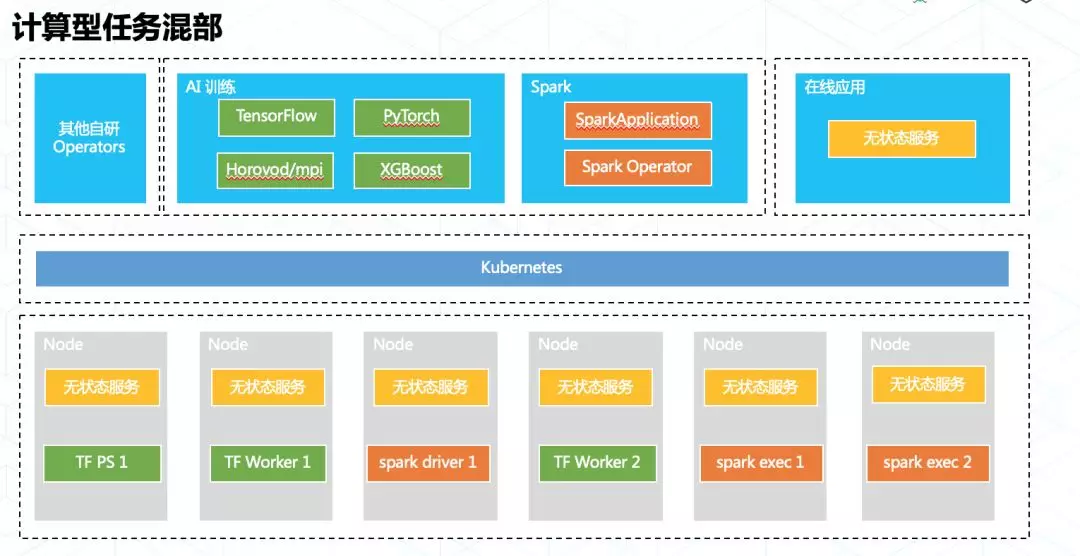 计算型任务混部
其他自研
Operators
AI 训练
TensorFlow
PyTorch
Horovod/mpi
XGBoost
Spark
SparkApplication
Spark Operator
在线应用
无状态服务
Kubernetes
Node
无状态服务
TF PS 1
Node
无状态服务
TF Worker 1
Node
无状态服务
spark driver 1
Node
无状态服务
TF Worker 2
Node
无状态服务
spark exec 1
Node
无状态服务
spark exec 2